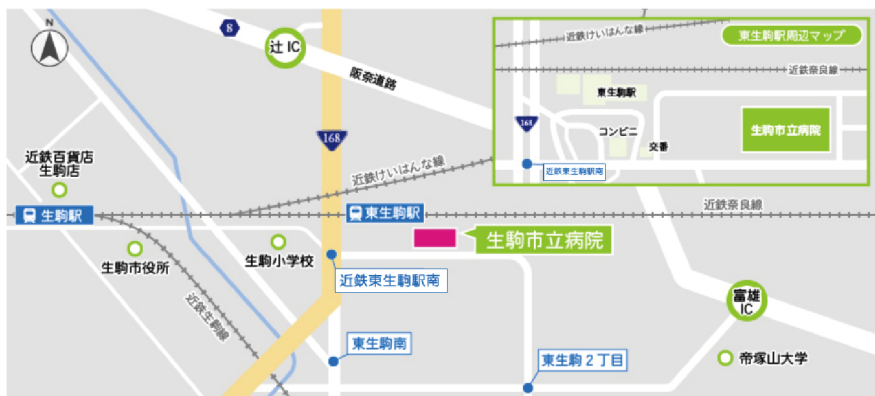 N
8
辻 IC
阪奈道路
168
近鉄けいはんな線
東生駒駅周辺マップ
近鉄奈良線
東生駒駅
168
コンビニ
交番
生駒市立病院
近鉄東生駒駅南
近鉄百貨店
生駒店
近鉄けいはんな線
生駒駅
東生駒駅
近鉄奈良線
生駒市役所
生駒小学校
生駒市立病院
近鉄東生駒駅南
近鉄生駒線
富雄
IC
東生駒南
東生駒2丁目
帝塚山大学